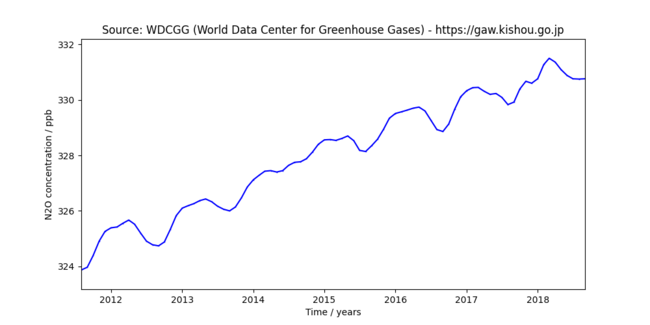 Source: WDCGG (World Data Center for Greenhouse Gases) - https://gaw.kishou.go.jp
332
330
328
326
324
N2O concentration / ppb
2012 2013 2014 2015 2016 2017 2018
Time / years